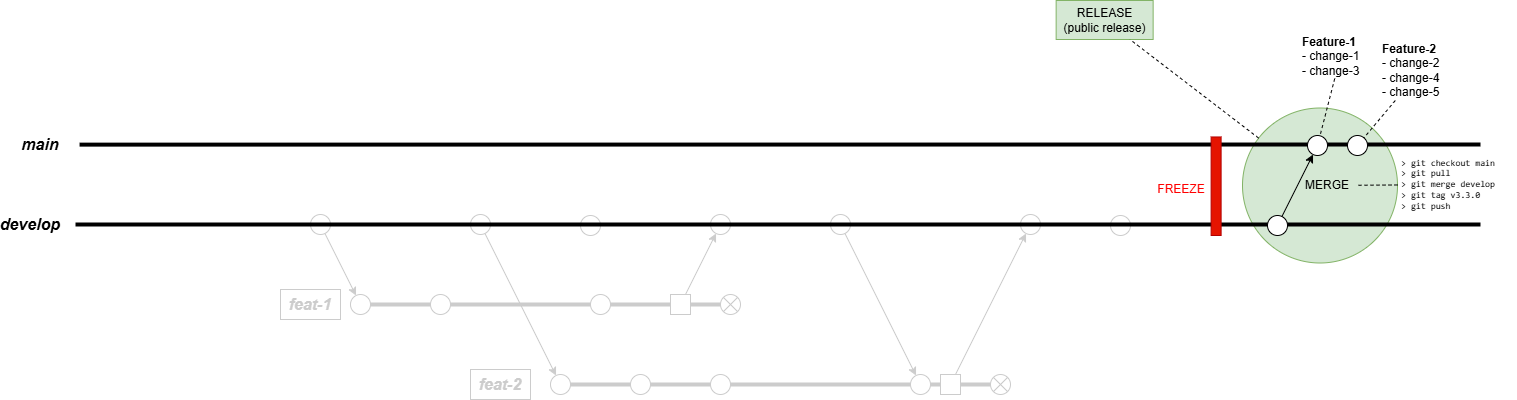 RELEASE
(public release)
Feature-1
- change-1
- change-3
Feature-2
- change-2
- change-4
- change-5
main
> git checkout main
> git pull
> git merge develop
> git tag v3.3.0
> git push
FREEZE
MERGE
develop
feat-1
feat-2